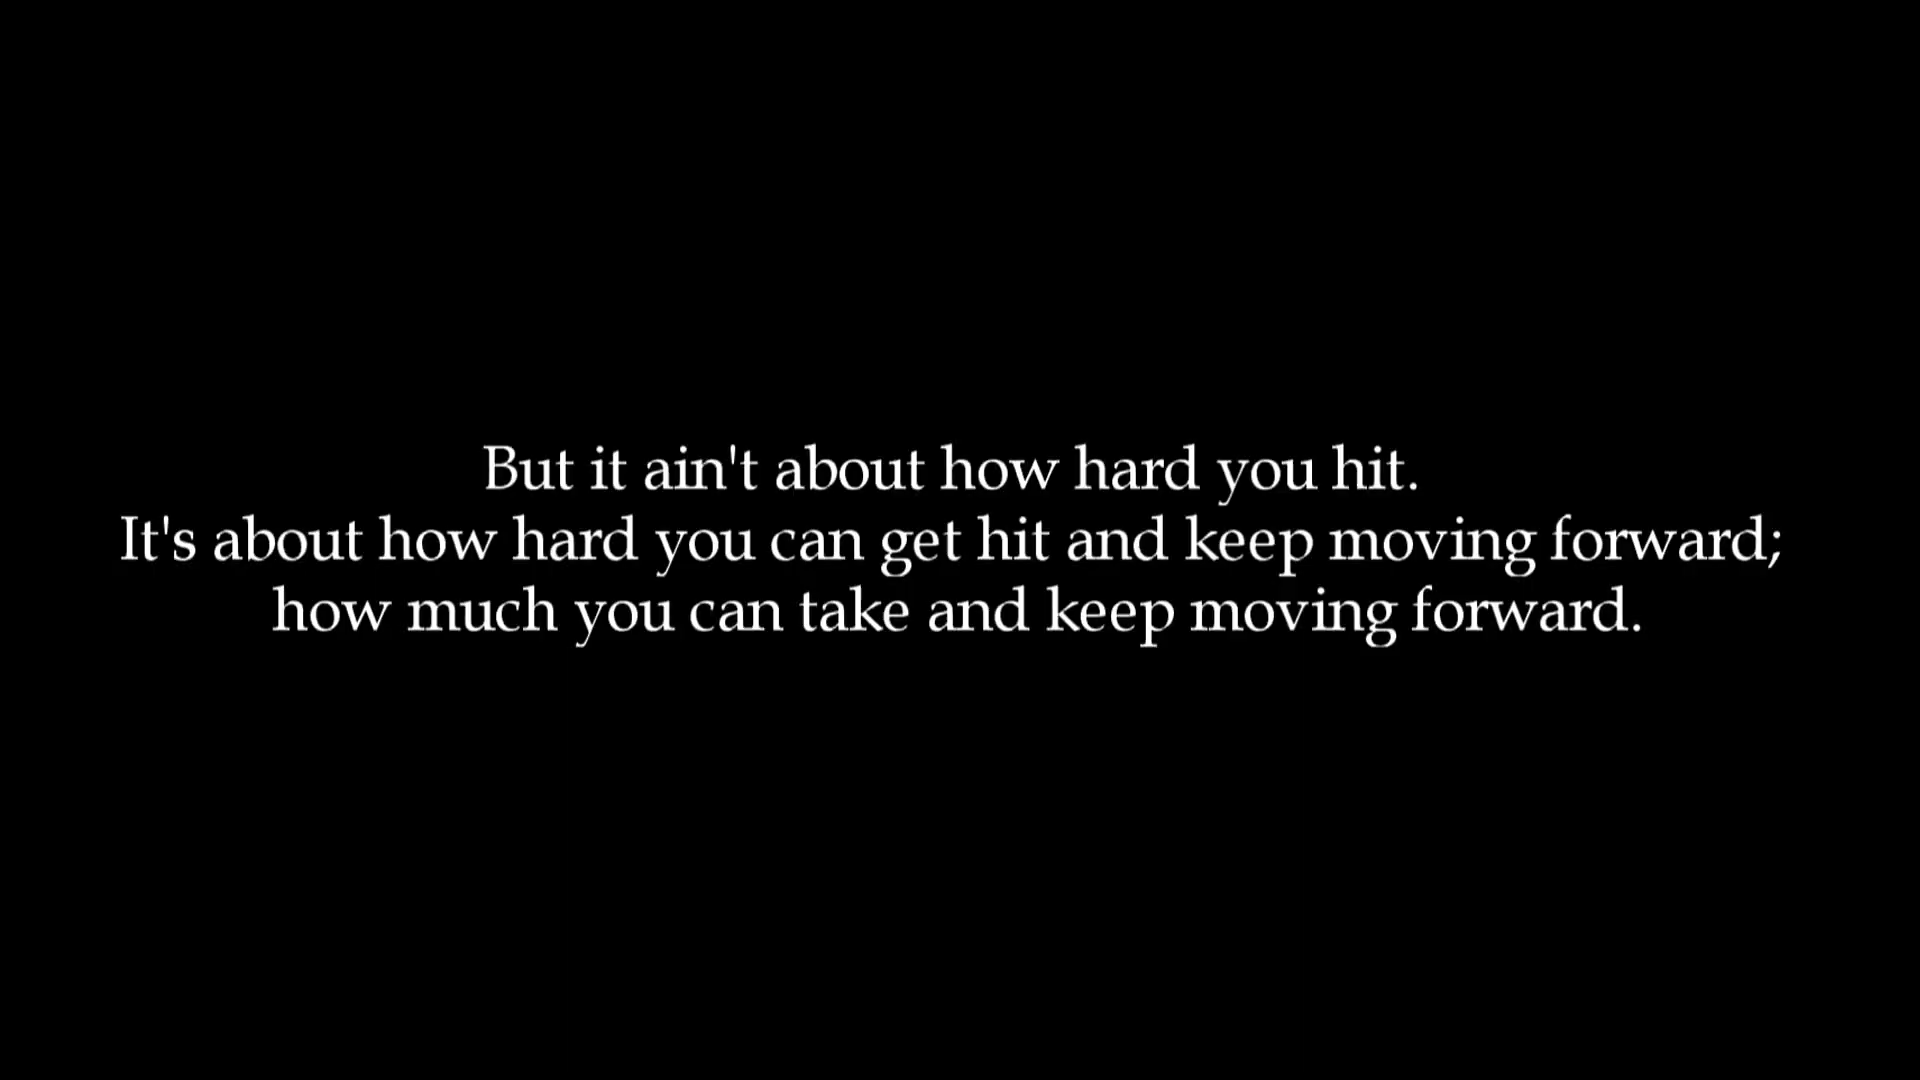 But it ain't about how hard you hit.
It's about how hard you can get hit and keep moving forward;
how much you can take and keep moving forward.